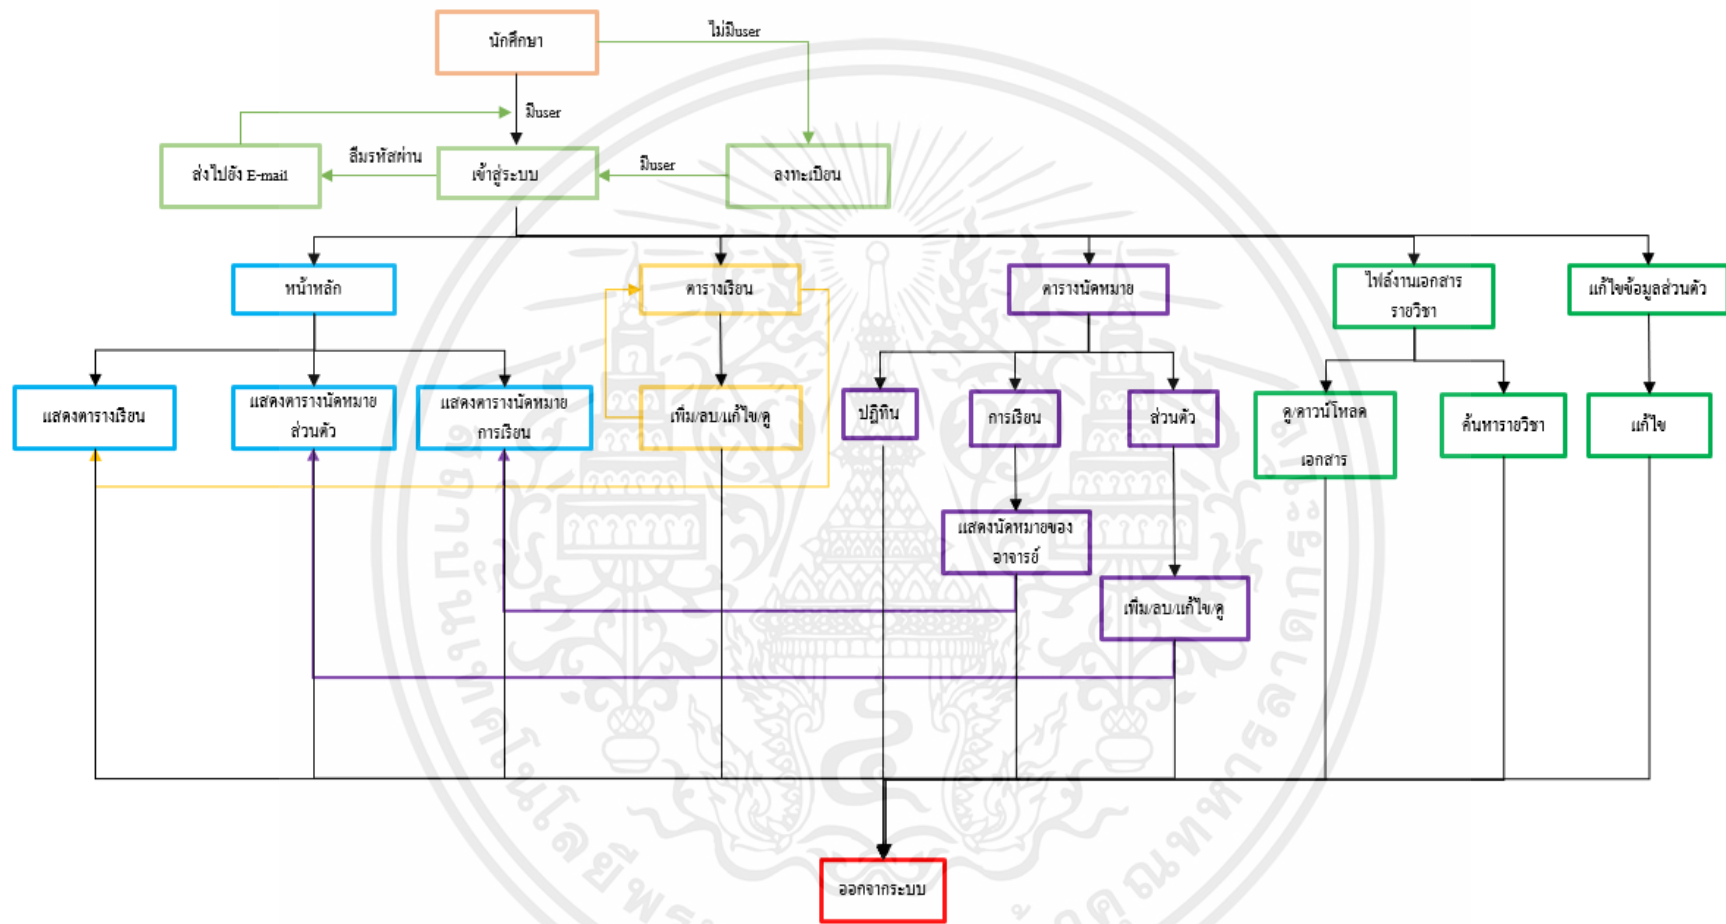 นักศึกษา
ไม่มีuser
มีuser
ส่งไปยัง E-mail
ลืมรหัสผ่าน
เข้าสู่ระบบ
มีuser
ลงทะเบียน
หน้าหลัก
ตารางเรียน
ตารางนัดหมาย
ไฟล์งานเอกสาร
รายวิชา
แก้ไขข้อมูลส่วนตัว
แสดงตารางเรียน
แสดงตารางนัดหมาย
ส่วนตัว
แสดงตารางนัดหมาย
การเรียน
เพิ่ม/ลบ/แก้ไข/ดู
ปฏิทิน
การเรียน
ส่วนตัว
ดู/ดาวน์โหลด
เอกสาร
ค้นหารายวิชา
แก้ไข
แสดงนัดหมายของ
อาจารย์
เพิ่ม/ลบ/แก้ไข/ดู
ออกจากระบบ